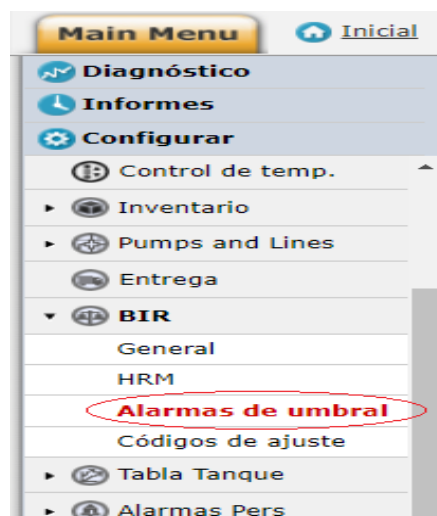 Main Menu Inicial
Diagnóstico
Informes
Configurar
Control de temp.
Inventario
Pumps and Lines
Entrega
BIR
General
HRM
Alarmas de umbral
Códigos de ajuste
Tabla Tanque
Alarmas Pers